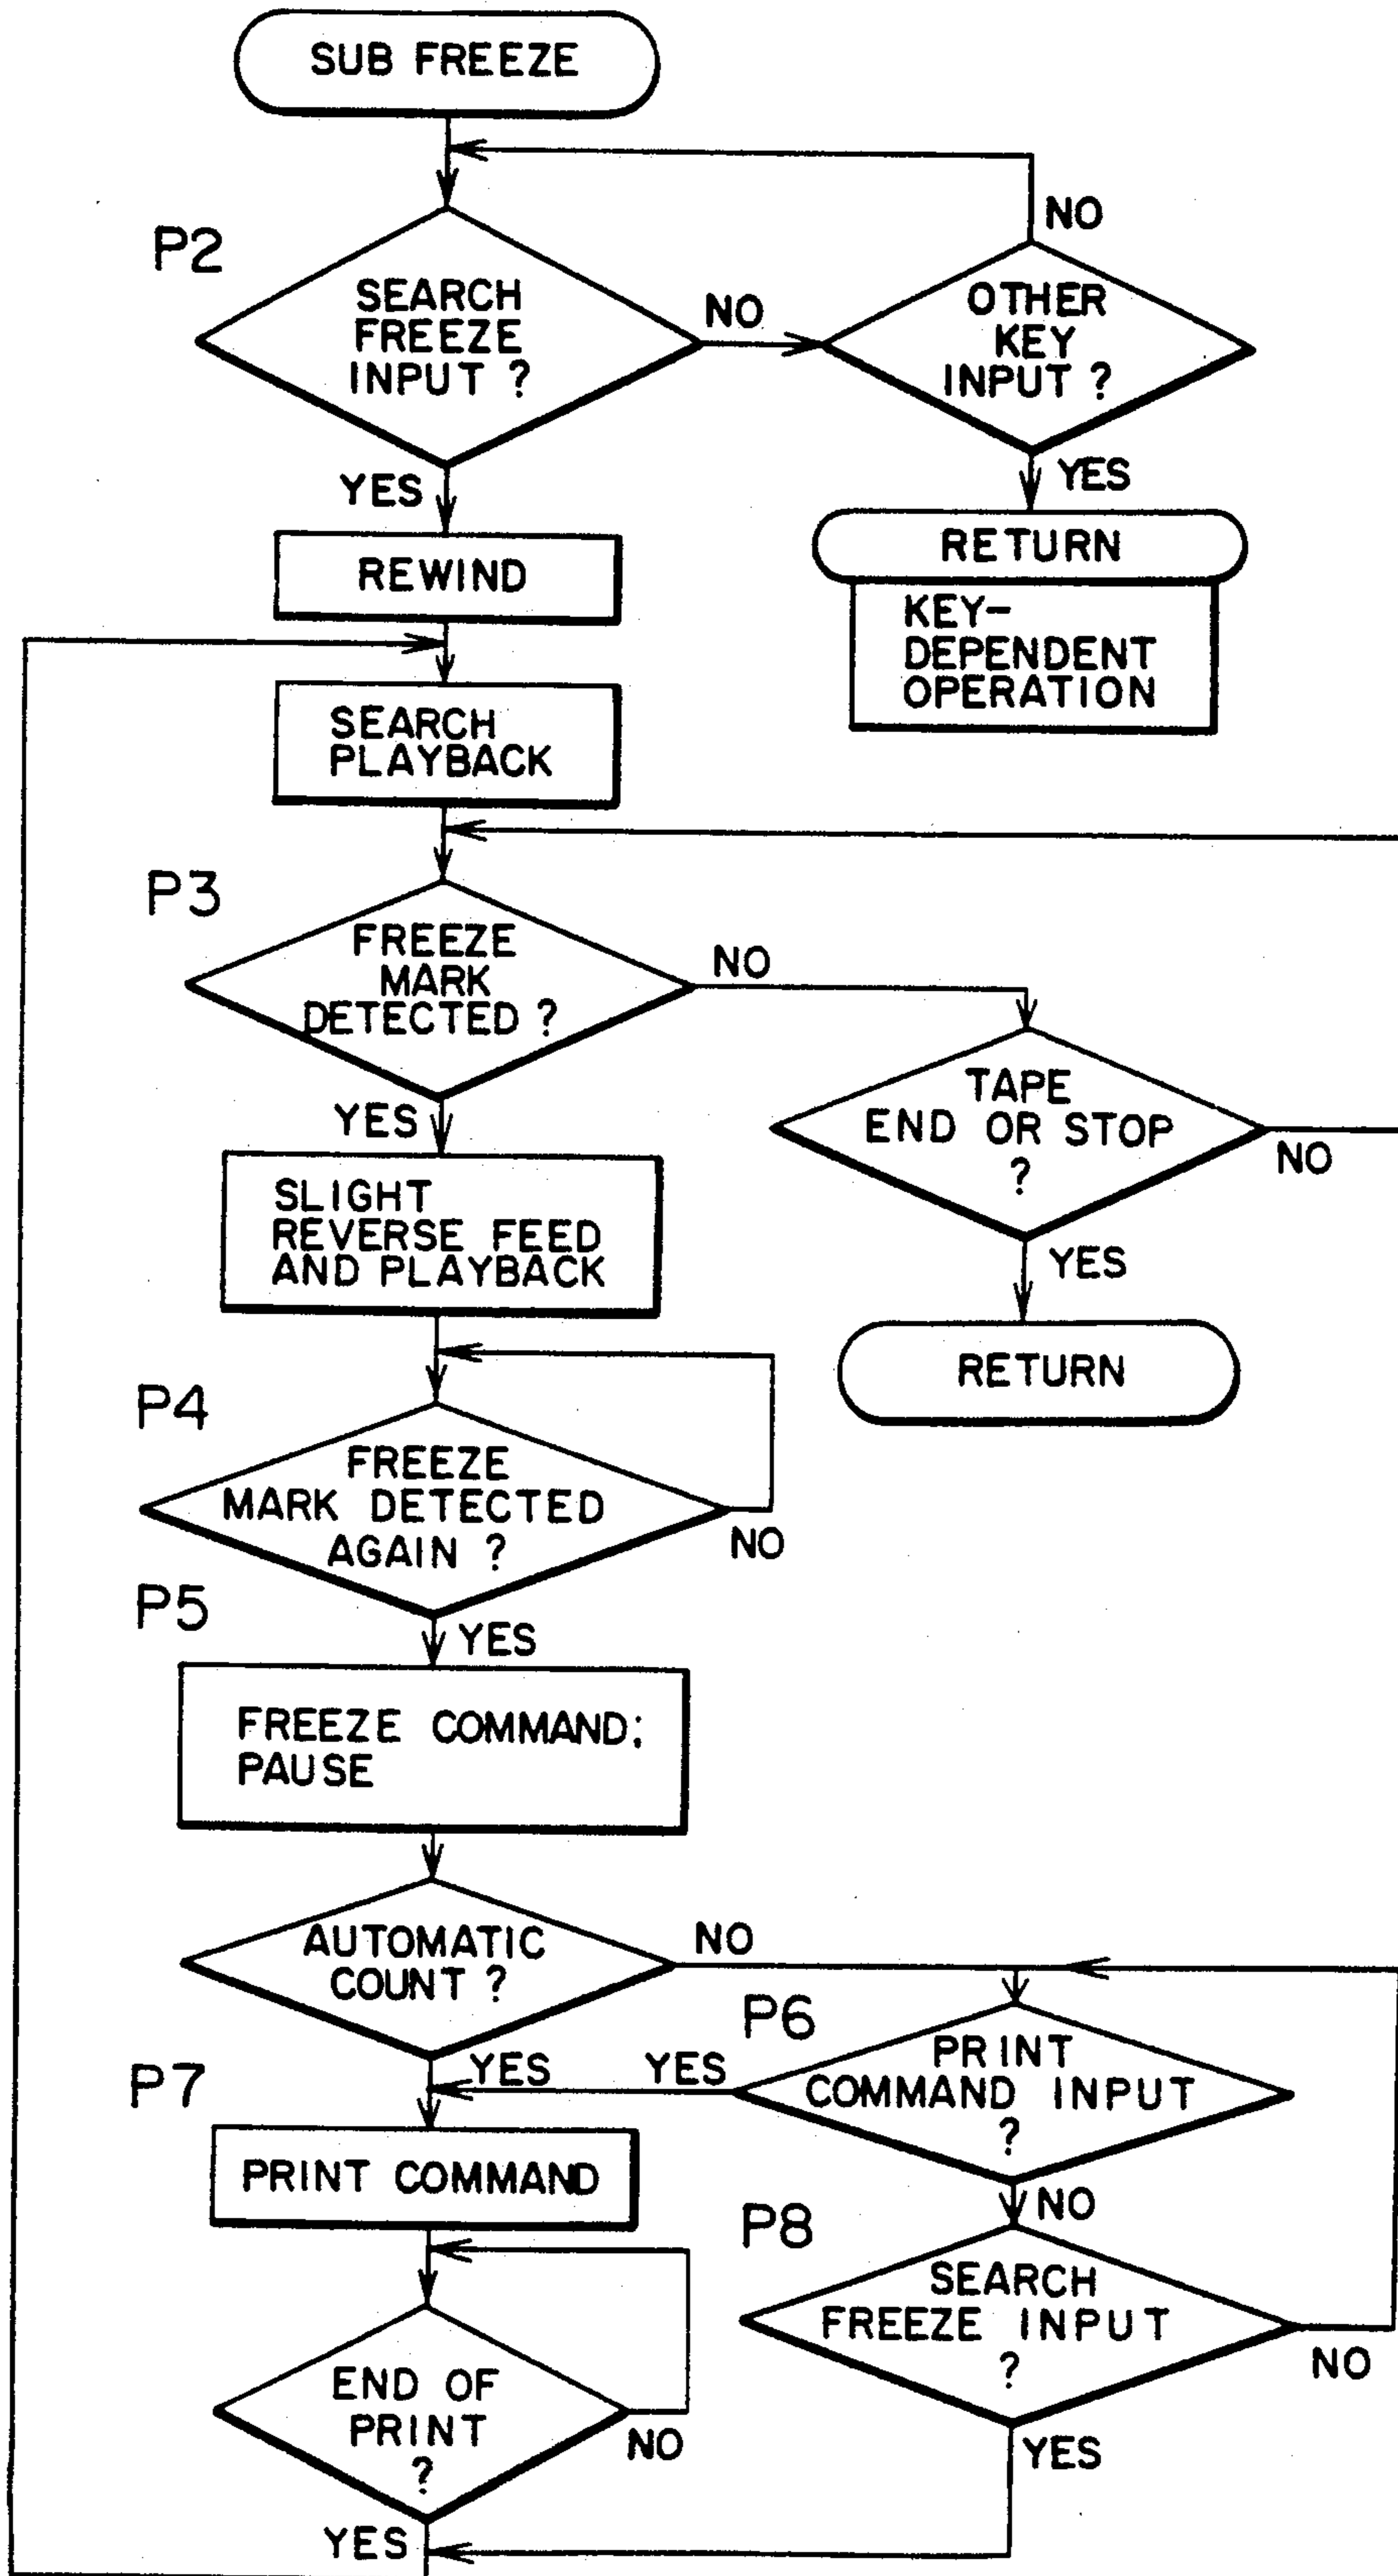 SUB FREEZE
NO
P2
SEARCH
FREEZE
INPUT ?
NO
OTHER
KEY
INPUT ?
YES
YES
REWIND
RETURN
KEY-
DEPENDENT
OPERATION
SEARCH
PLAYBACK
P3
FREEZE
MARK
DETECTED ?
NO
TAPE
END OR STOP
?
NO
YES
YES
SLIGHT
REVERSE FEED
AND PLAYBACK
RETURN
P4
FREEZE
MARK DETECTED
AGAIN ?
NO
P5
YES
FREEZE COMMAND;
PAUSE
AUTOMATIC
COUNT ?
NO
P6
PRINT
COMMAND INPUT
?
YES
YES
P7
PRINT COMMAND
NO
P8
SEARCH
FREEZE INPUT
?
NO
END OF
PRINT
?
NO
YES
YES